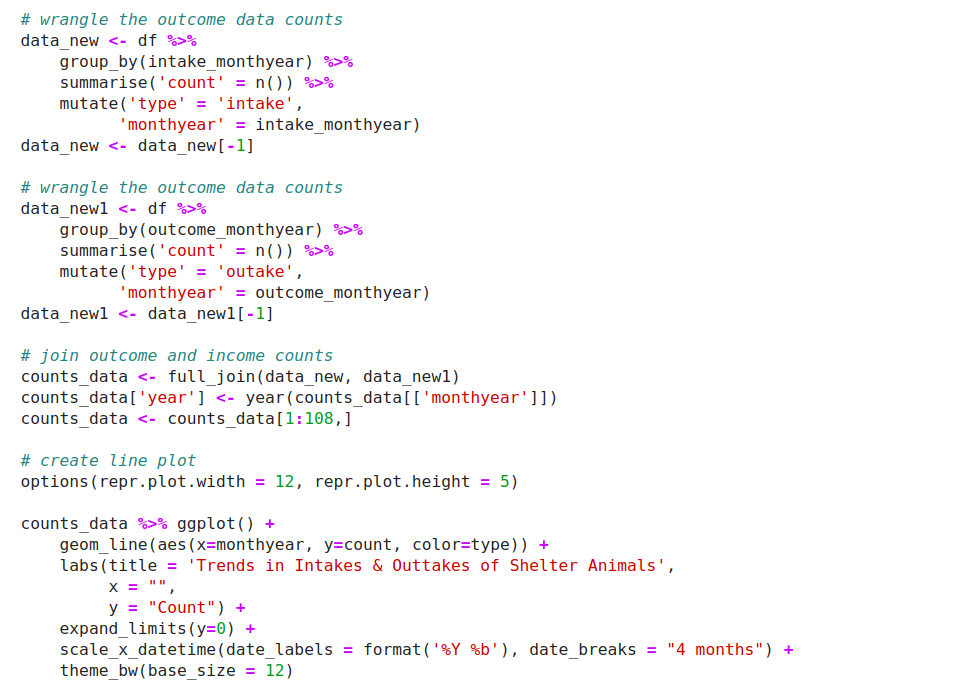 # wrangle the outcome data counts
data_new <- df %>%
    group_by(intake_monthyear) %>%
    summarise('count' = n()) %>%
    mutate('type' = 'intake',
          'monthyear' = intake_monthyear)
data_new <- data_new[-1]

# wrangle the outcome data counts
data_new1 <- df %>%
    group_by(outcome_monthyear) %>%
    summarise('count' = n()) %>%
    mutate('type' = 'outake',
          'monthyear' = outcome_monthyear)
data_new1 <- data_new1[-1]

# join outcome and income counts
counts_data <- full_join(data_new, data_new1)
counts_data['year'] <- year(counts_data[['monthyear']])
counts_data <- counts_data[1:108,]

# create line plot
options(repr.plot.width = 12, repr.plot.height = 5)

counts_data %>% ggplot() +
    geom_line(aes(x=monthyear, y=count, color=type)) +
    labs(title = 'Trends in Intakes & Outtakes of Shelter Animals',
         x = "",
         y = "Count") +
    expand_limits(y=0) +
    scale_x_datetime(date_labels = format('%Y %b'), date_breaks = "4 months") +
    theme_bw(base_size = 12)